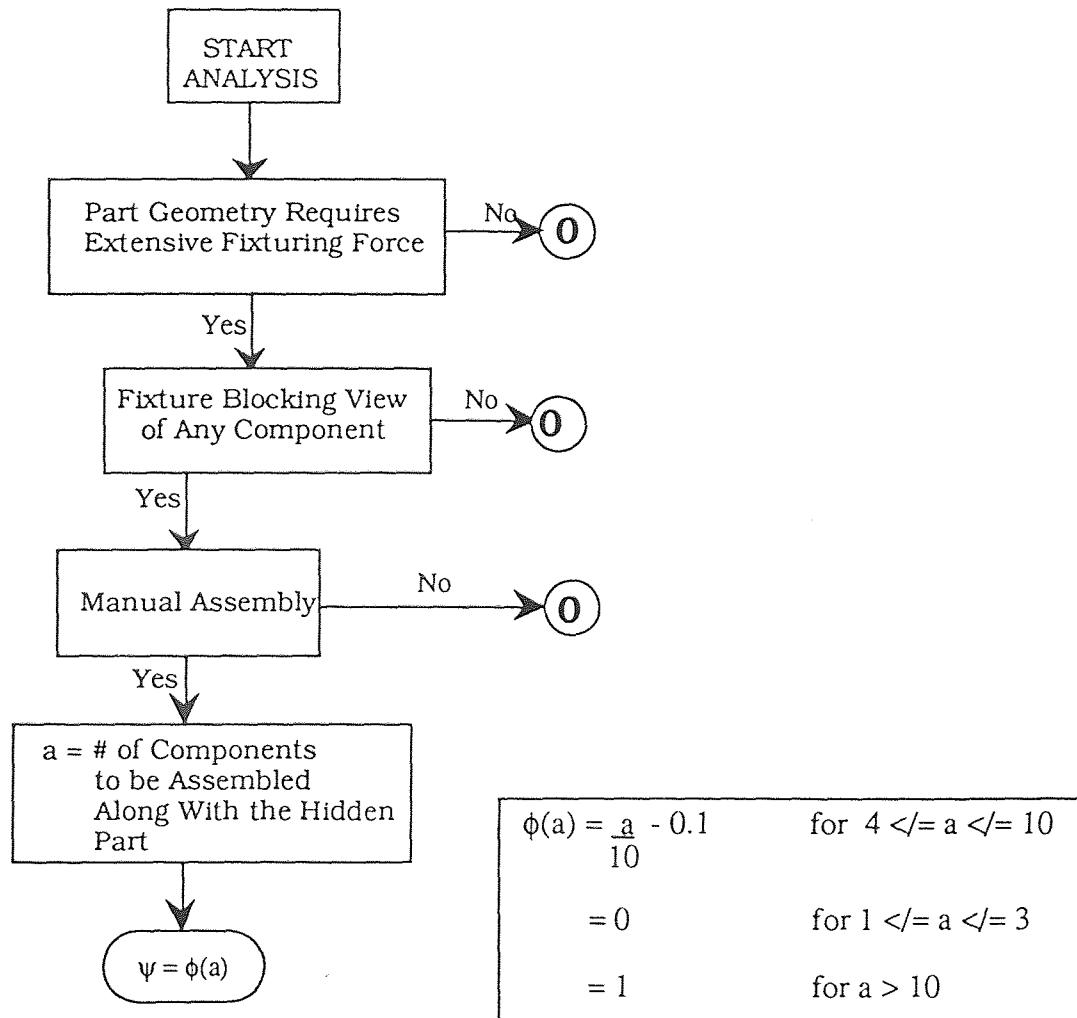 START
ANALYSIS
Part Geometry Requires
Extensive Fixturing Force
No
0
Yes
Fixture Blocking View
of Any Component
No
0
Yes
Manual Assembly
No
0
Yes
a = # of Components
to be Assembled
Along With the Hidden
Part
ψ = ϕ(a)
ϕ(a) = a/10 - 0.1 for 4 </= a </= 10
= 0 for 1 </= a </= 3
= 1 for a > 10